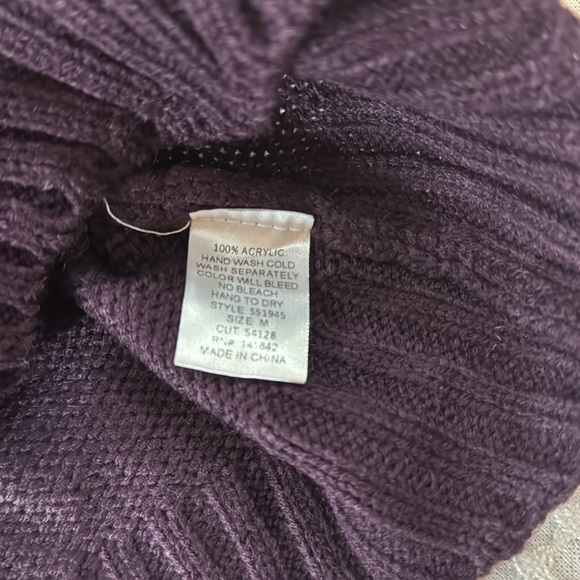 100% ACRYLIC
HAND WASH COLD
WASH SEPARATELY
COLOR WILL BLEED
NO BLEACH
HANG TO DRY
STYLE: 551945
SIZE: M
CUT: 54128
RN#: 141842
MADE IN CHINA